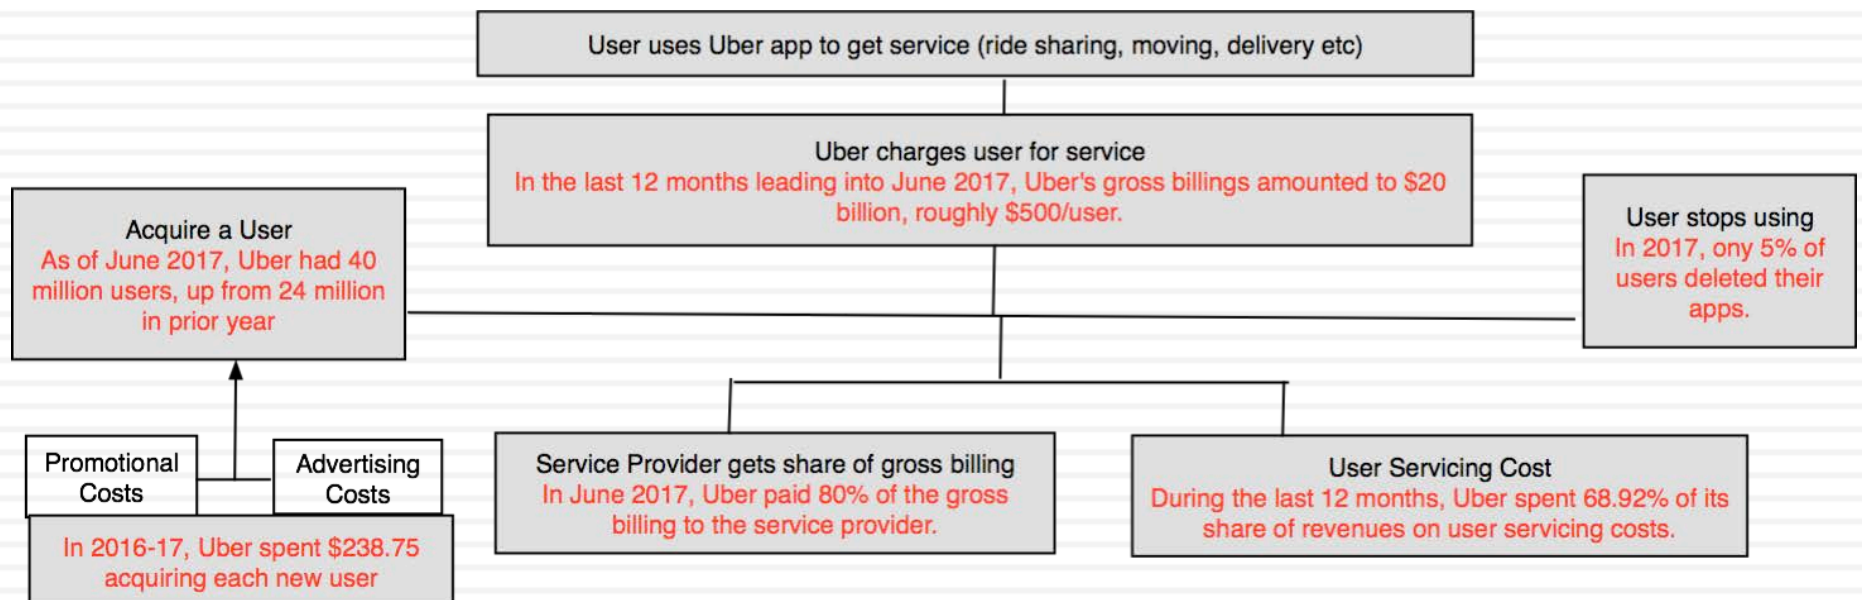 User uses Uber app to get service (ride sharing, moving, delivery etc)
Uber charges user for service
In the last 12 months leading into June 2017, Uber's gross billings amounted to $20
billion, roughly $500/user.
Acquire a User
As of June 2017, Uber had 40
million users, up from 24 million
in prior year
User stops using
In 2017, ony 5% of
users deleted their
apps.
Promotional
Costs
Advertising
Costs
In 2016-17, Uber spent $238.75
acquiring each new user
Service Provider gets share of gross billing
In June 2017, Uber paid 80% of the gross
billing to the service provider.
User Servicing Cost
During the last 12 months, Uber spent 68.92% of its
share of revenues on user servicing costs.